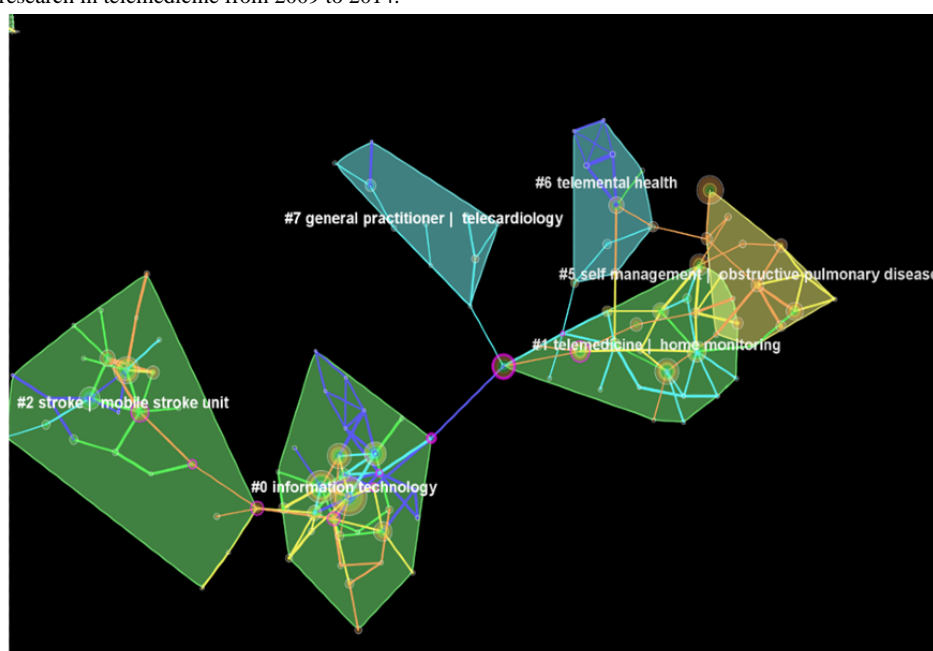 research in telemedicine from 2009 to 2014.
#6 telemental health
#7 general practitioner | telecardiology
#5 self management | obstructive pulmonary disease
#1 telemedicine | home monitoring
#2 stroke | mobile stroke unit
#0 information technology